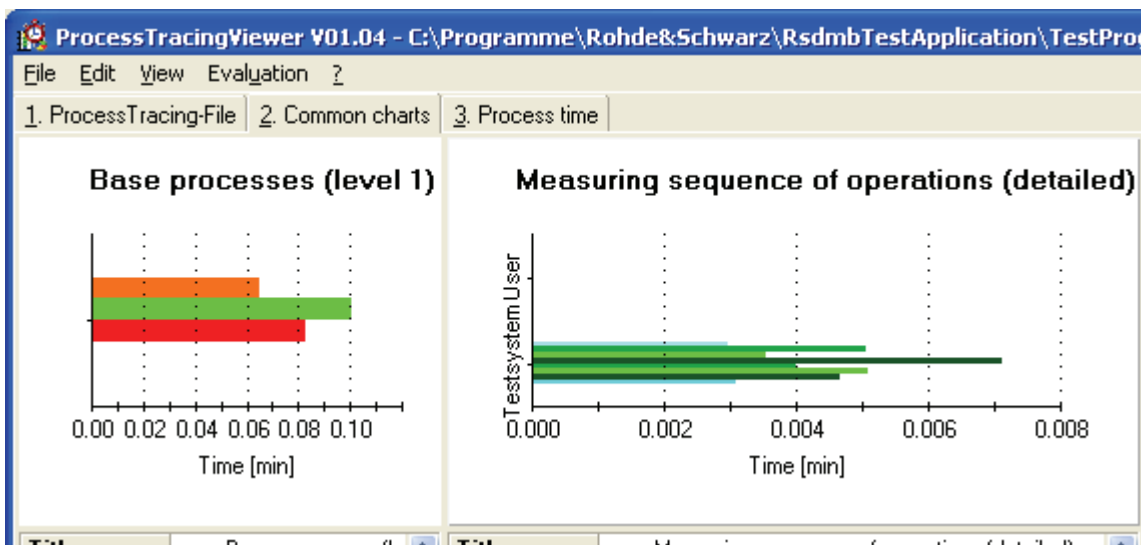 ProcessTracingViewer V01.04 - C:\Programme\Rohde&Schwarz\RsdmbTestApplication\TestPro
File Edit View Evaluation ?
1. ProcessTracing-File 2. Common charts 3. Process time
Base processes (level 1)
0.00 0.02 0.04 0.06 0.08 0.10
Time [min]
Measuring sequence of operations (detailed)
Testsystem User
0.000 0.002 0.004 0.006 0.008
Time [min]